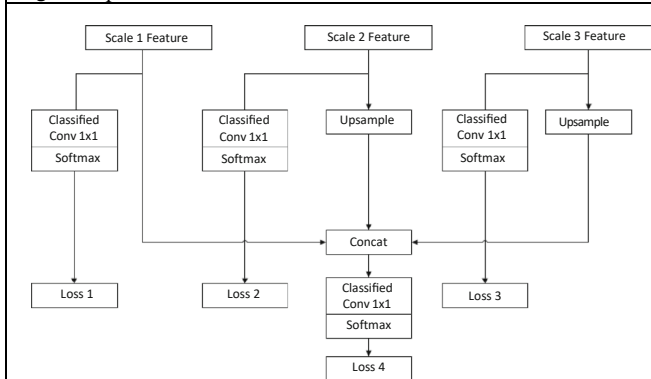 Scale 1 Feature
Scale 2 Feature
Scale 3 Feature
Classified
Conv 1x1
Softmax
Classified
Conv 1x1
Softmax
Upsample
Classified
Conv 1x1
Softmax
Upsample
Concat
Loss 1
Loss 2
Classified
Conv 1x1
Softmax
Loss 3
Loss 4